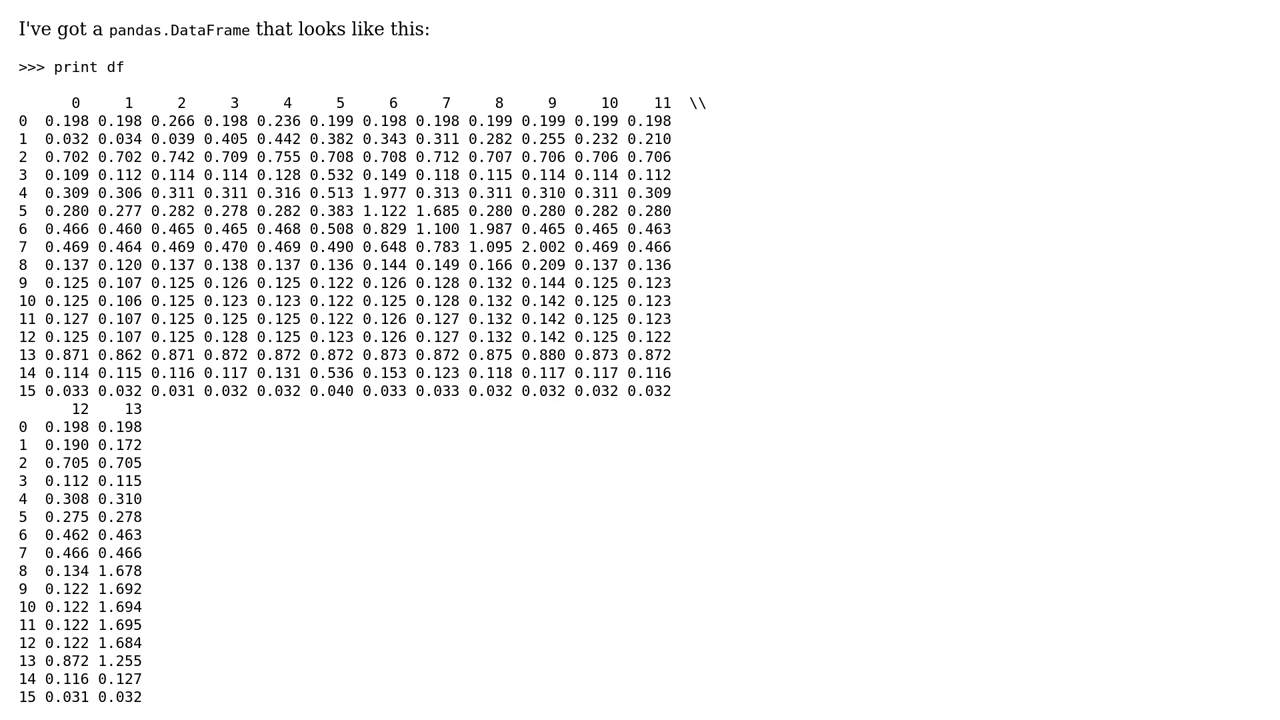 I've got a pandas.DataFrame that looks like this:
>>> print df
0 1 2 3 4 5 6 7 8 9 10 11 \\
0 0.198 0.198 0.266 0.198 0.236 0.199 0.198 0.198 0.199 0.199 0.199 0.198
1 0.032 0.034 0.039 0.405 0.442 0.382 0.343 0.311 0.282 0.255 0.232 0.210
2 0.702 0.702 0.742 0.709 0.755 0.708 0.708 0.712 0.707 0.706 0.706 0.706
3 0.109 0.112 0.114 0.114 0.128 0.532 0.149 0.118 0.115 0.114 0.114 0.112
4 0.309 0.306 0.311 0.311 0.316 0.513 1.977 0.313 0.311 0.310 0.311 0.309
5 0.280 0.277 0.282 0.278 0.282 0.383 1.122 1.685 0.280 0.280 0.282 0.280
6 0.466 0.460 0.465 0.465 0.468 0.508 0.829 1.100 1.987 0.465 0.465 0.463
7 0.469 0.464 0.469 0.470 0.469 0.490 0.648 0.783 1.095 2.002 0.469 0.466
8 0.137 0.120 0.137 0.138 0.137 0.136 0.144 0.149 0.166 0.209 0.137 0.136
9 0.125 0.107 0.125 0.126 0.125 0.122 0.126 0.128 0.132 0.144 0.125 0.123
10 0.125 0.106 0.125 0.123 0.123 0.122 0.125 0.128 0.132 0.142 0.125 0.123
11 0.127 0.107 0.125 0.125 0.125 0.122 0.126 0.127 0.132 0.142 0.125 0.123
12 0.125 0.107 0.125 0.128 0.125 0.123 0.126 0.127 0.132 0.142 0.125 0.122
13 0.871 0.862 0.871 0.872 0.872 0.872 0.873 0.872 0.875 0.880 0.873 0.872
14 0.114 0.115 0.116 0.117 0.131 0.536 0.153 0.123 0.118 0.117 0.117 0.116
15 0.033 0.032 0.031 0.032 0.032 0.040 0.033 0.033 0.032 0.032 0.032 0.032
12 13
0 0.198 0.198
1 0.190 0.172
2 0.705 0.705
3 0.112 0.115
4 0.308 0.310
5 0.275 0.278
6 0.462 0.463
7 0.466 0.466
8 0.134 1.678
9 0.122 1.692
10 0.122 1.694
11 0.122 1.695
12 0.122 1.684
13 0.872 1.255
14 0.116 0.127
15 0.031 0.032